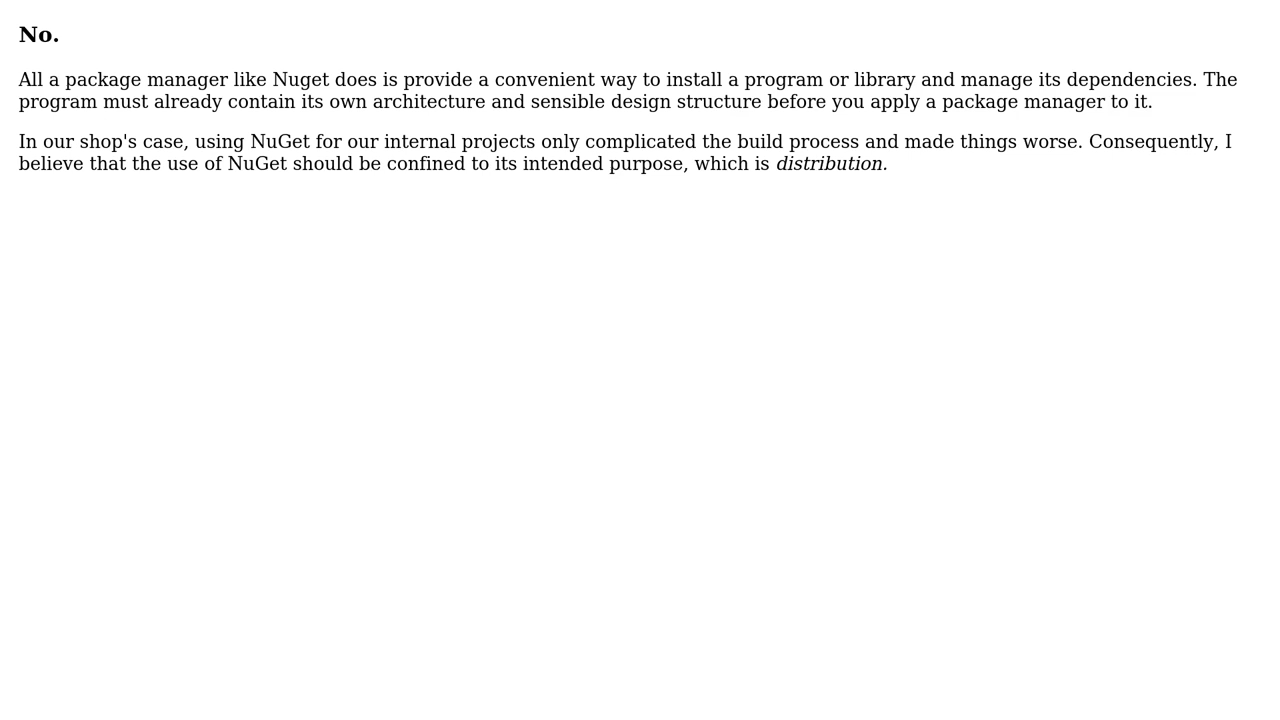 No.
All a package manager like Nuget does is provide a convenient way to install a program or library and manage its dependencies. The
program must already contain its own architecture and sensible design structure before you apply a package manager to it.
In our shop's case, using NuGet for our internal projects only complicated the build process and made things worse. Consequently, I
believe that the use of NuGet should be confined to its intended purpose, which is distribution.